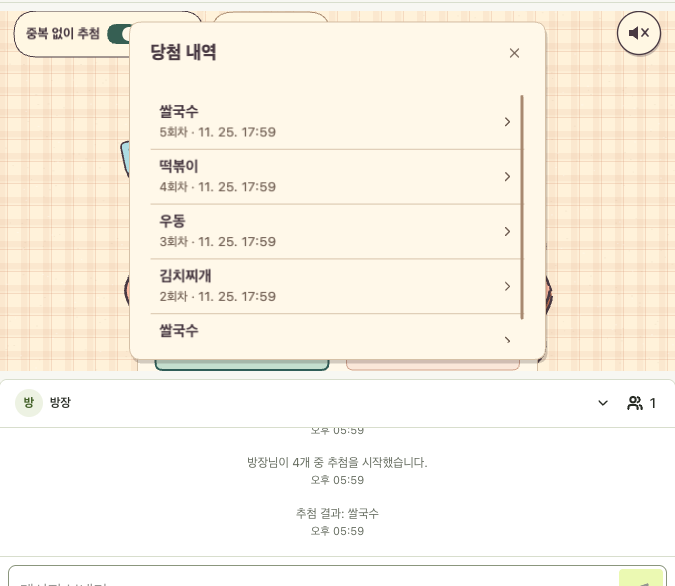 중복 없이 추첨
당첨 내역
쌀국수
5회차 · 11. 25. 17:59
떡볶이
4회차 · 11. 25. 17:59
우동
3회차 · 11. 25. 17:59
김치찌개
2회차 · 11. 25. 17:59
쌀국수
방 방장
1
오후 05:59
방장님이 4개 중 추첨을 시작했습니다.
오후 05:59
추첨 결과: 쌀국수
오후 05:59